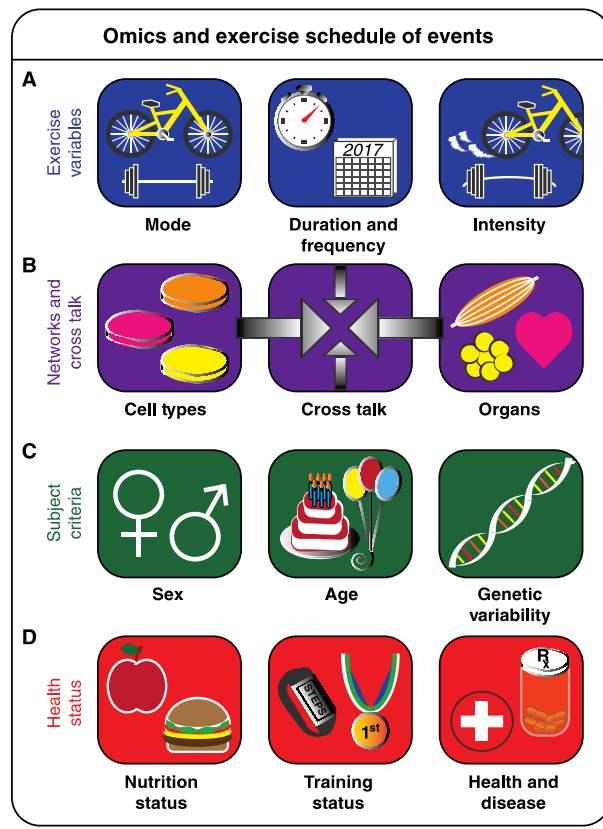 Omics and exercise schedule of events
A
Exercise
variables
2017
Mode
Duration and
frequency
Intensity
B
Networks and
cross talk
Cell types
Cross talk
Organs
C
Subject
criteria
Sex
Age
Genetic
variability
D
Health
status
STEPS
1st
Rx
Nutrition
status
Training
status
Health and
disease